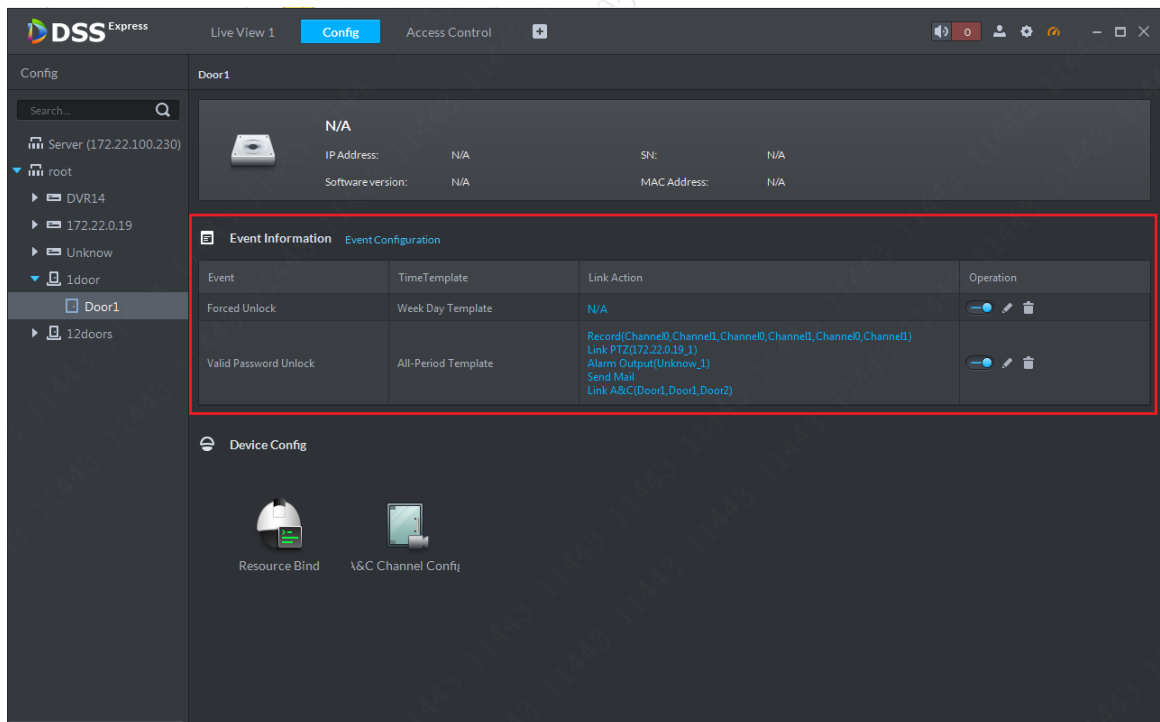 DSS Express
Live View 1
Config
Access Control
0
Config
Door1
Search...
Server (172.22.100.230)
root
DVR14
172.22.0.19
Unknow
1door
Door1
12doors
N/A
IP Address: N/A SN: N/A
Software version: N/A MAC Address: N/A
Event Information Event Configuration
Event TimeTemplate Link Action Operation
Forced Unlock Week Day Template N/A
Valid Password Unlock All-Period Template
Record(Channel0,Channel1,Channel0,Channel1,Channel0,Channel1)
Link PTZ(172.22.0.19_1)
Alarm Output(Unknow_1)
Send Mail
Link A&C(Door1,Door1,Door2)
Device Config
Resource Bind
A&C Channel Config
11443 11443